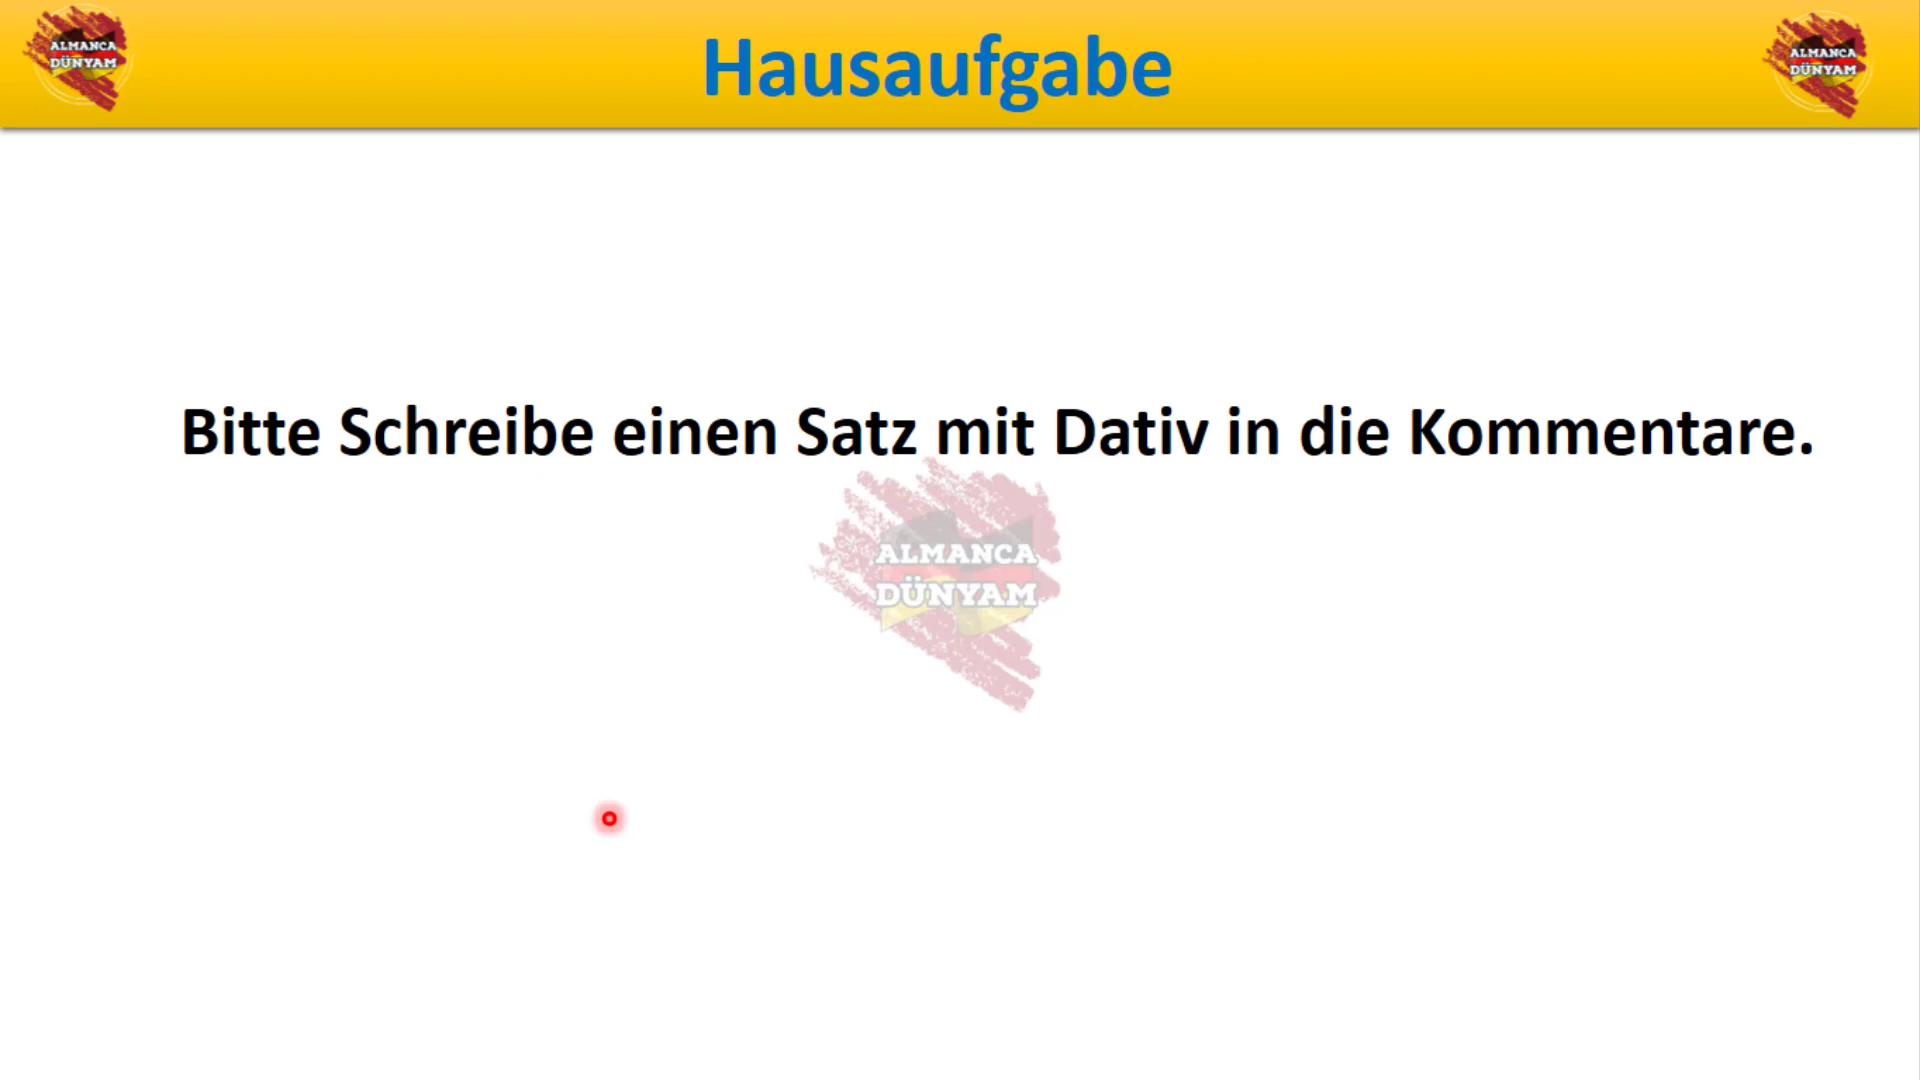 ALMANCA
DÜNYAM
Hausaufgabe
ALMANCA
DÜNYAM
Bitte Schreibe einen Satz mit Dativ in die Kommentare.
ALMANCA
DÜNYAM